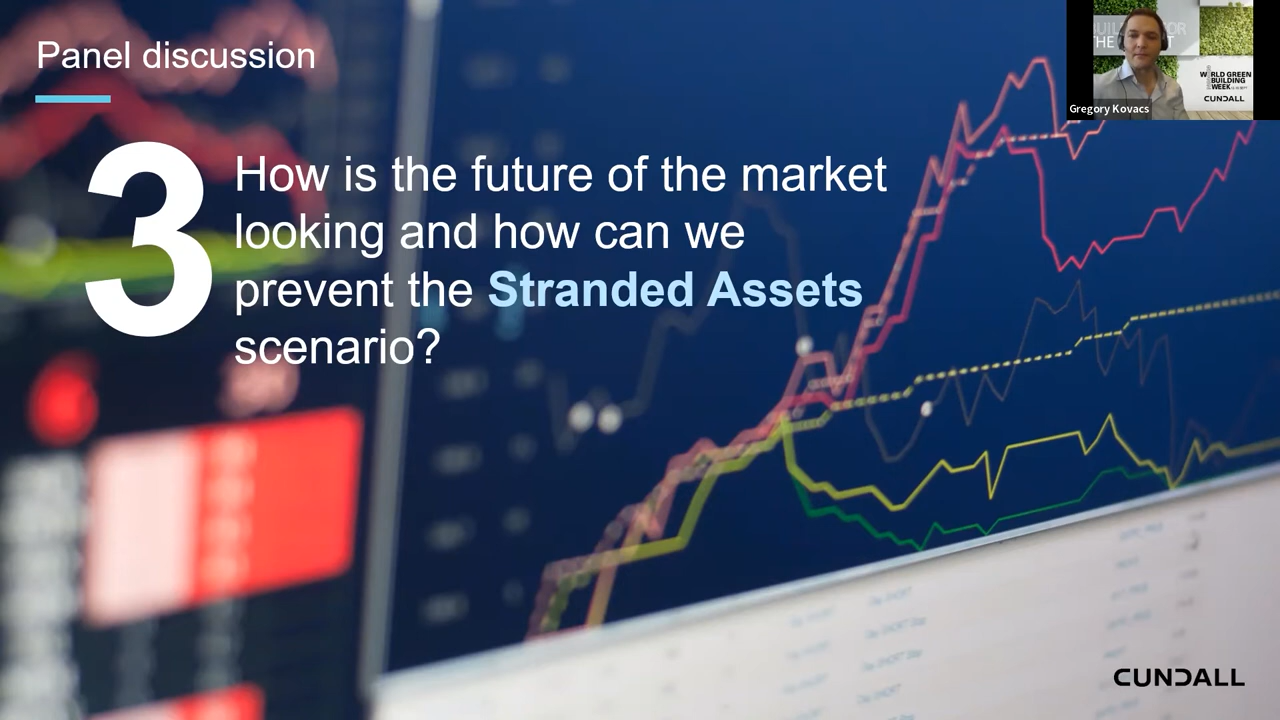 Panel discussion
3
How is the future of the market
looking and how can we
prevent the Stranded Assets
scenario?
THE
WORLD GREEN
BUILDING
WEEK
CUNDALL
Gregory Kovacs
CUNDALL